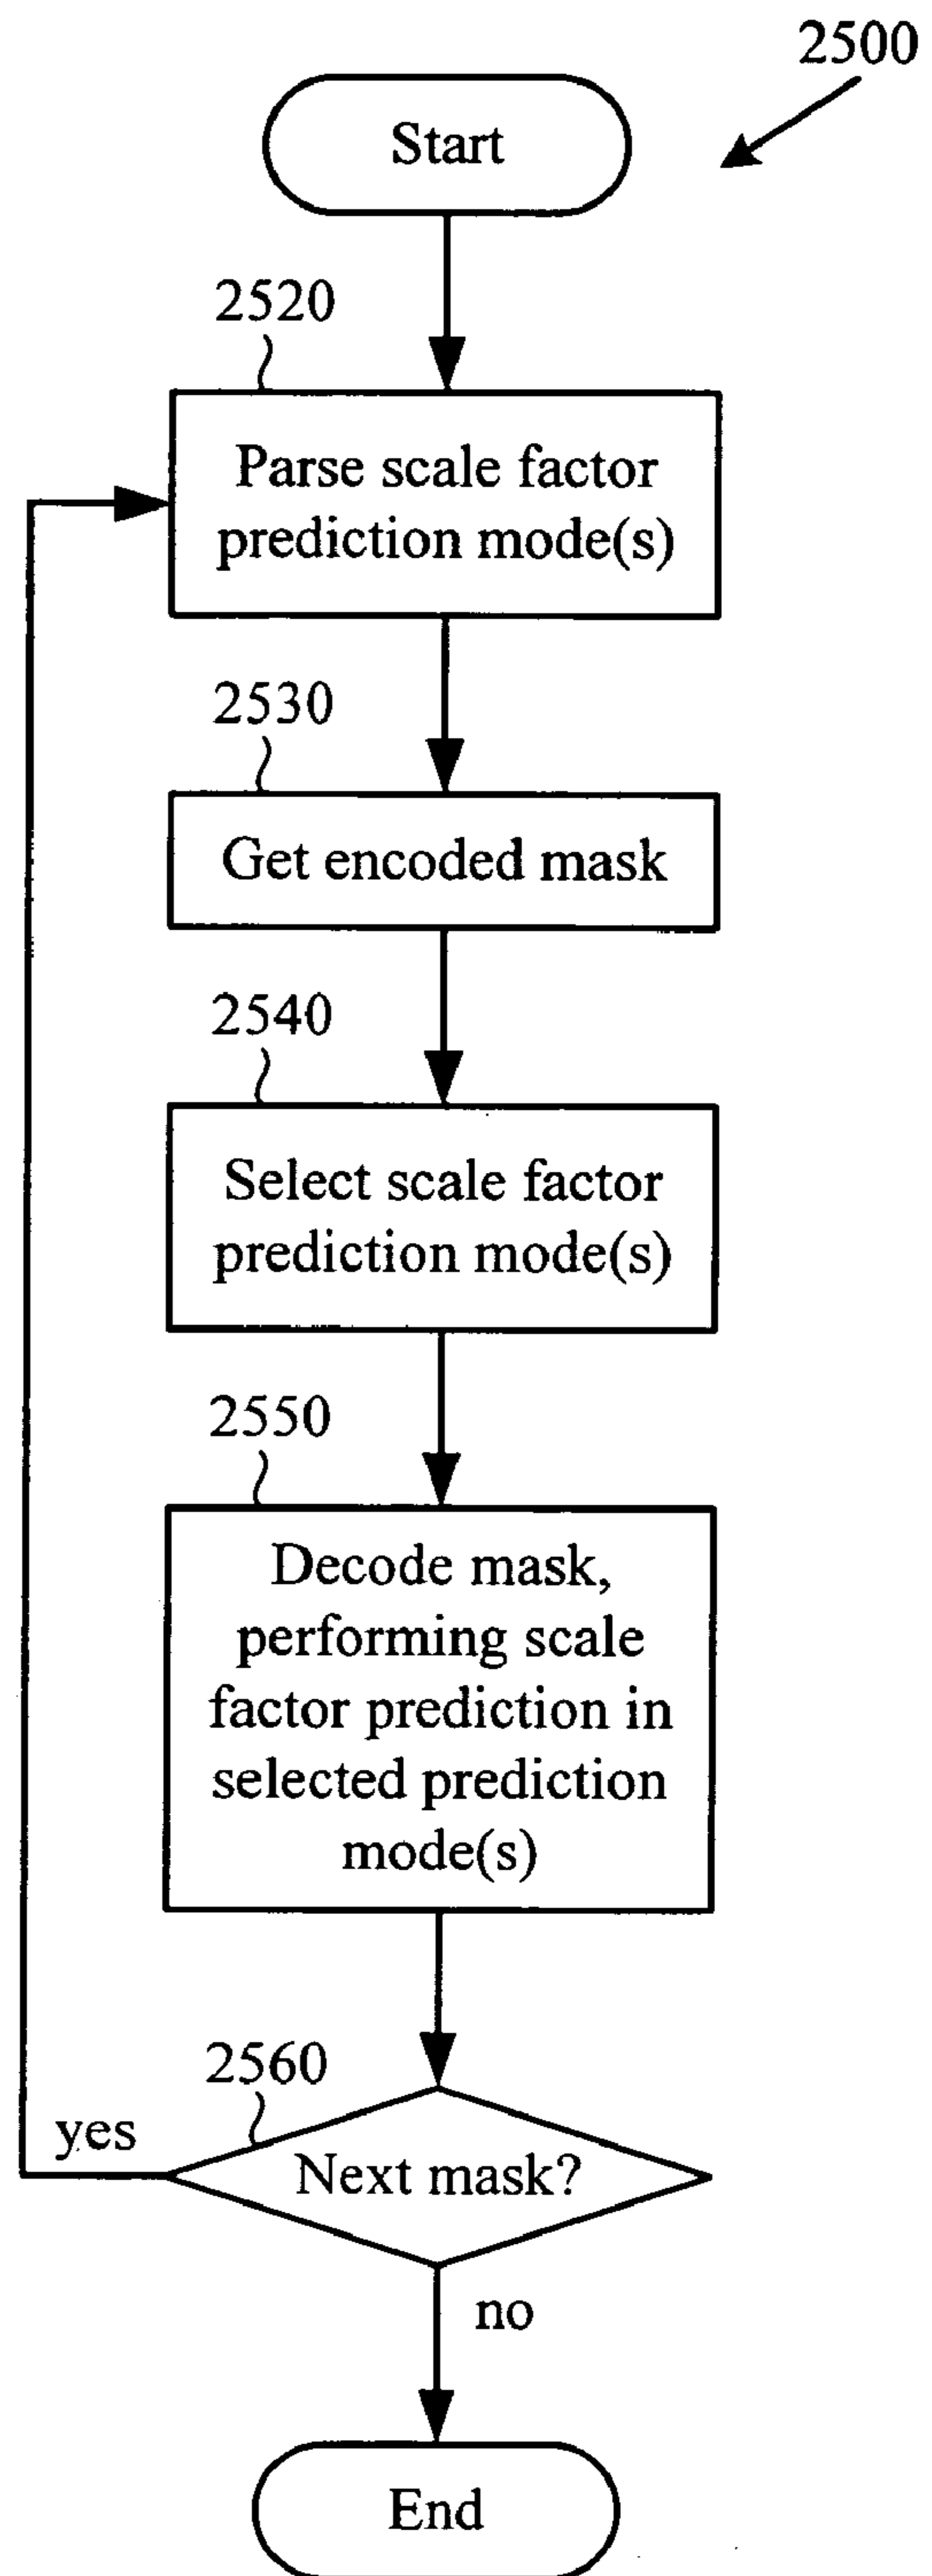 2500
Start
2520
Parse scale factor
prediction mode(s)
2530
Get encoded mask
2540
Select scale factor
prediction mode(s)
2550
Decode mask,
performing scale
factor prediction in
selected prediction
mode(s)
2560
yes
Next mask?
no
End